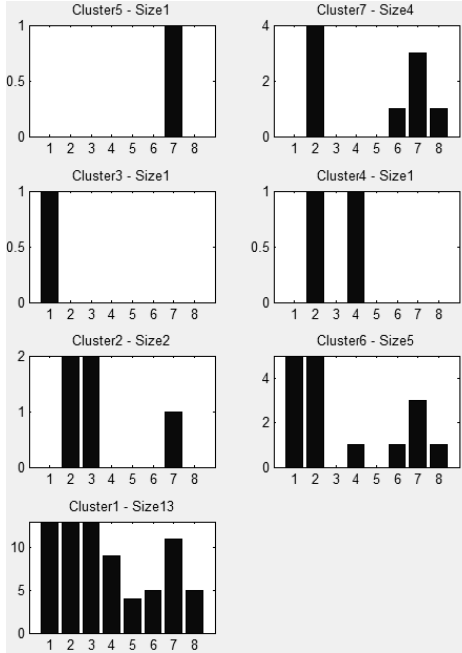 Cluster5 - Size1
1
0.5
0
1 2 3 4 5 6 7 8
Cluster7 - Size4
4
2
0
1 2 3 4 5 6 7 8
Cluster3 - Size1
1
0.5
0
1 2 3 4 5 6 7 8
Cluster4 - Size1
1
0.5
0
1 2 3 4 5 6 7 8
Cluster2 - Size2
2
1
0
1 2 3 4 5 6 7 8
Cluster6 - Size5
4
2
0
1 2 3 4 5 6 7 8
Cluster1 - Size13
10
5
0
1 2 3 4 5 6 7 8